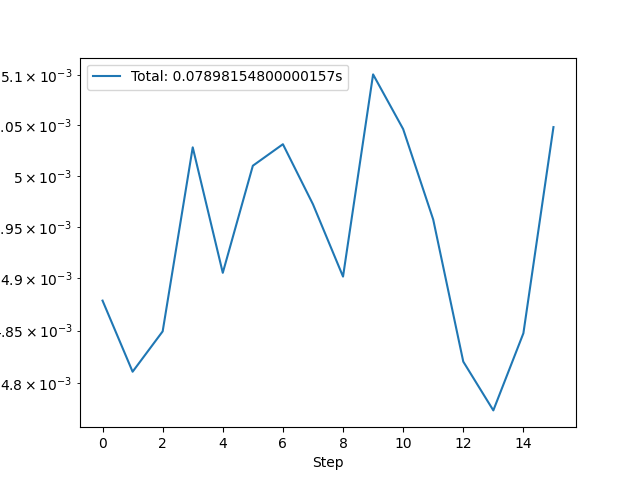 Total: 0.0789815480000157s
5.1 × 10⁻³
.05 × 10⁻³
5 × 10⁻³
.95 × 10⁻³
4.9 × 10⁻³
.85 × 10⁻³
4.8 × 10⁻³
0 2 4 6 8 10 12 14
Step